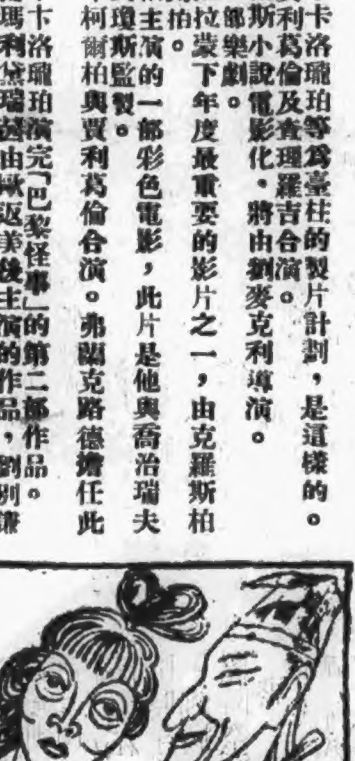 卡洛瓏珀等爲臺柱的製片計劃，是這樣的。
利葛倫及查理羅吉合演。
斯小說電影化，將由劉麥克利導演。
部樂劇。
拉蒙下年度最重要的影片之一，由克羅斯柏
拍。
主演的一部彩色電影，此片是他與喬治瑞夫
瓊斯監製。
柯爾柏與賈利葛倫合演。弗蘭克路德擔任此
卡洛瓏珀演完「巴黎怪事」的第二部作品。
瑪利黛瑞由歐返美後主演的作品，劉別謙